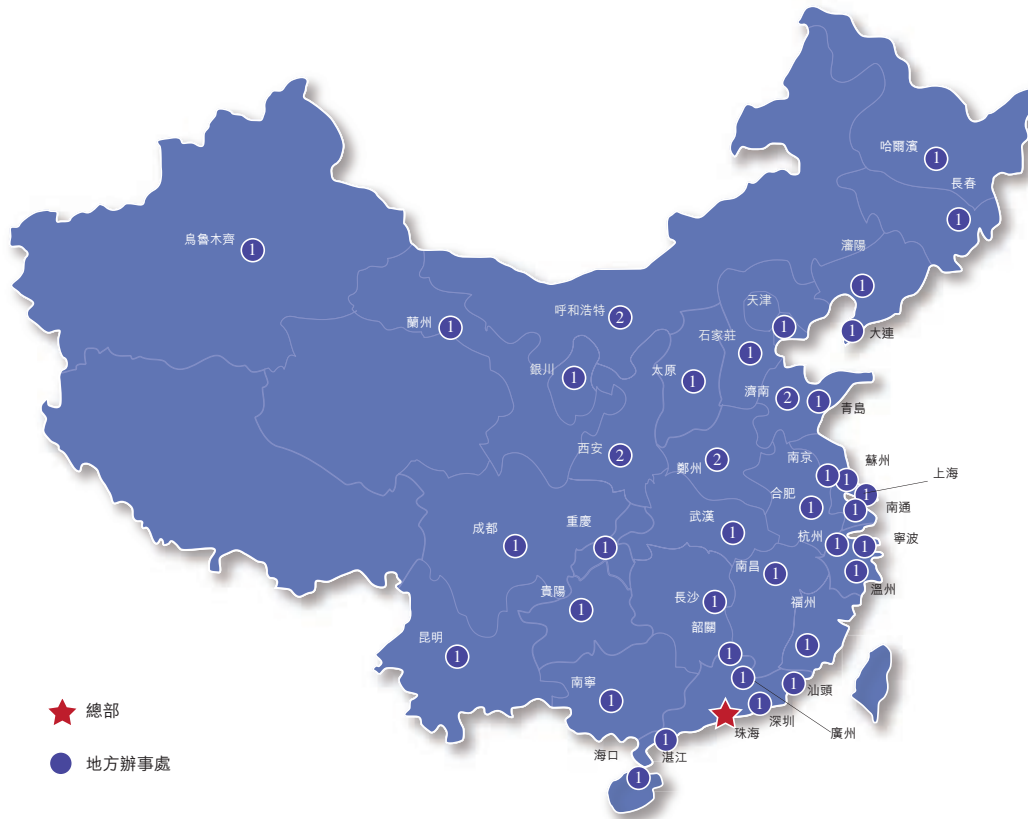 哈爾濱
1
長春
1
烏魯木齊
1
瀋陽
1
呼和浩特
2
天津
1
蘭州
1
1
大連
石家莊
1
銀川
1
太原
1
濟南
2
1
青島
西安
2
鄭州
2
南京
1
蘇州
1
上海
1
合肥
1
南通
1
武漢
1
成都
1
重慶
1
杭州
1
寧波
1
南昌
1
溫州
1
貴陽
1
長沙
1
福州
1
韶關
1
昆明
1
1
廣州
南寧
1
1
汕頭
1
深圳
珠海
1
湛江
海口
1
總部
地方辦事處